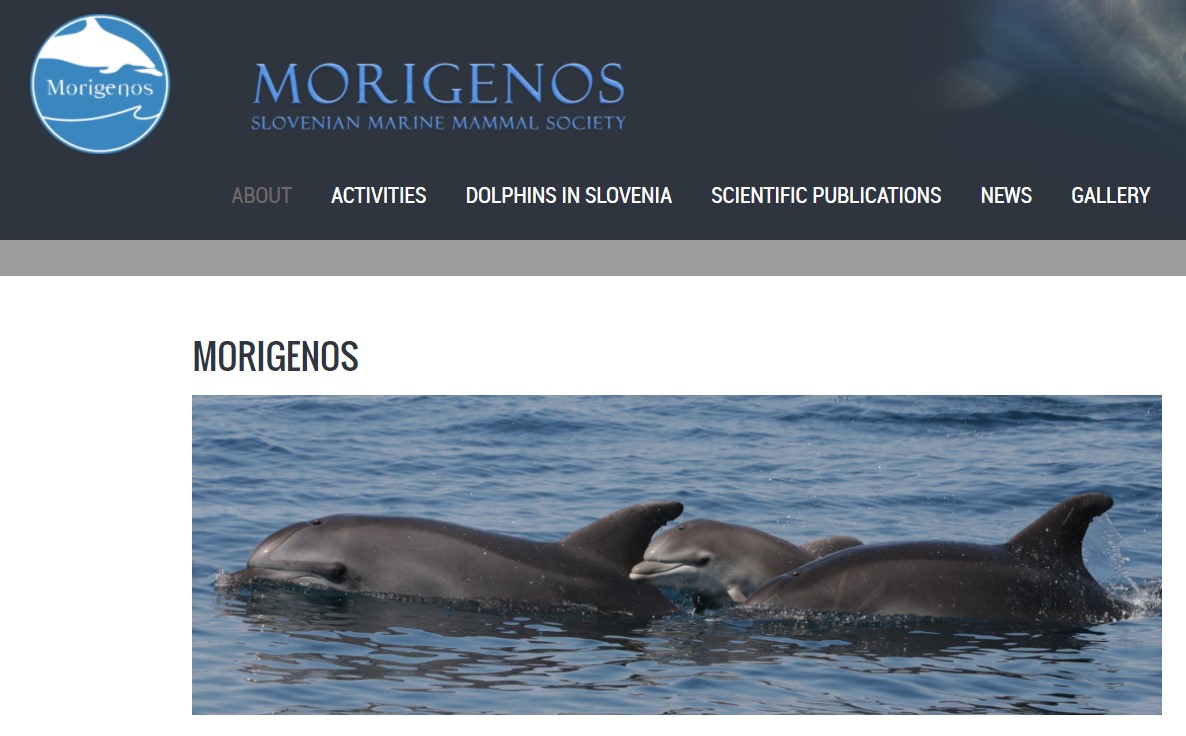 Morigenos
MORIGENOS
SLOVENIAN MARINE MAMMAL SOCIETY
ABOUT ACTIVITIES DOLPHINS IN SLOVENIA SCIENTIFIC PUBLICATIONS NEWS GALLERY
MORIGENOS